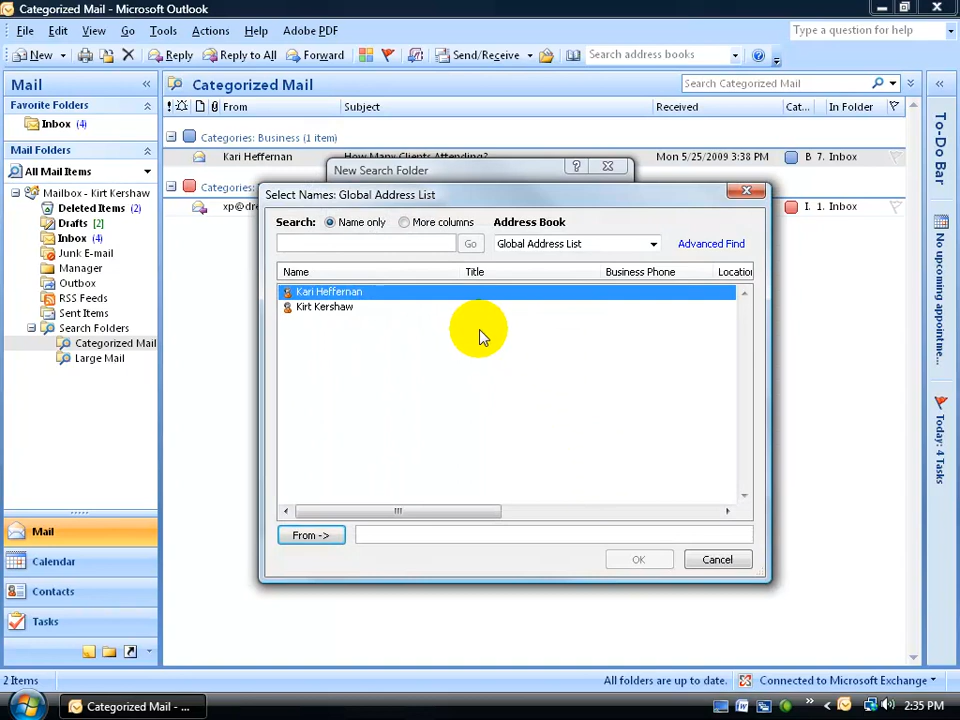 Categorized Mail - Microsoft Outlook
File Edit View Go Tools Actions Help Adobe PDF
Type a question for help
New Reply Reply to All Forward Send/Receive Search address books
Mail
Categorized Mail
Search Categorized Mail
Favorite Folders
From Subject Received Cat... In Folder
Inbox (4)
Categories: Business (1 item)
Mail Folders
Kari Heffernan How Many Clients Attending? Mon 5/25/2009 3:38 PM B 7. Inbox
All Mail Items
New Search Folder
Mailbox - Kirt Kershaw
Categories:
Select Names: Global Address List
Deleted Items (2)
xp@dre
I. 1. Inbox
Drafts [2]
Search: Name only More columns Address Book
Inbox (4)
Go Global Address List Advanced Find
Junk E-mail
Manager
Name Title Business Phone Location
Outbox
Kari Heffernan
RSS Feeds
Kirt Kershaw
Sent Items
Search Folders
Categorized Mail
Large Mail
From ->
OK Cancel
Mail
Calendar
Contacts
Tasks
To-Do Bar
No upcoming appointme...
Today: 4 Tasks
2 Items
All folders are up to date. Connected to Microsoft Exchange
Categorized Mail - ...
2:35 PM